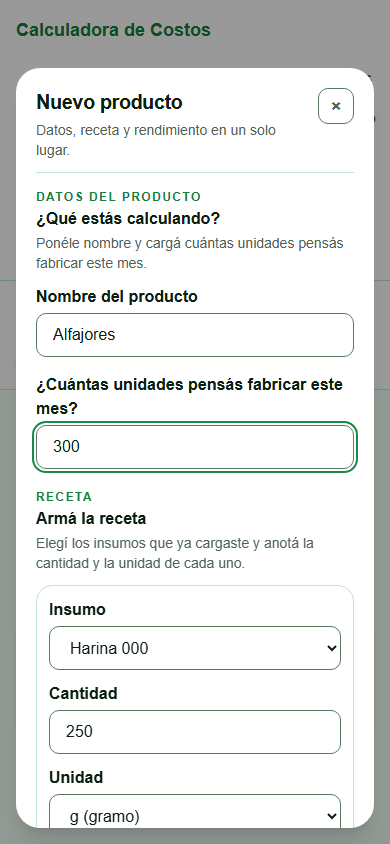 Calculadora de Costos
Nuevo producto
×
Datos, receta y rendimiento en un solo
lugar.
DATOS DEL PRODUCTO
¿Qué estás calculando?
Ponéle nombre y cargá cuántas unidades pensás
fabricar este mes.
Nombre del producto
Alfajores
¿Cuántas unidades pensás fabricar este
mes?
300
RECETA
Armá la receta
Elegí los insumos que ya cargaste y anotá la
cantidad y la unidad de cada uno.
Insumo
Harina 000
Cantidad
250
Unidad
g (gramo)